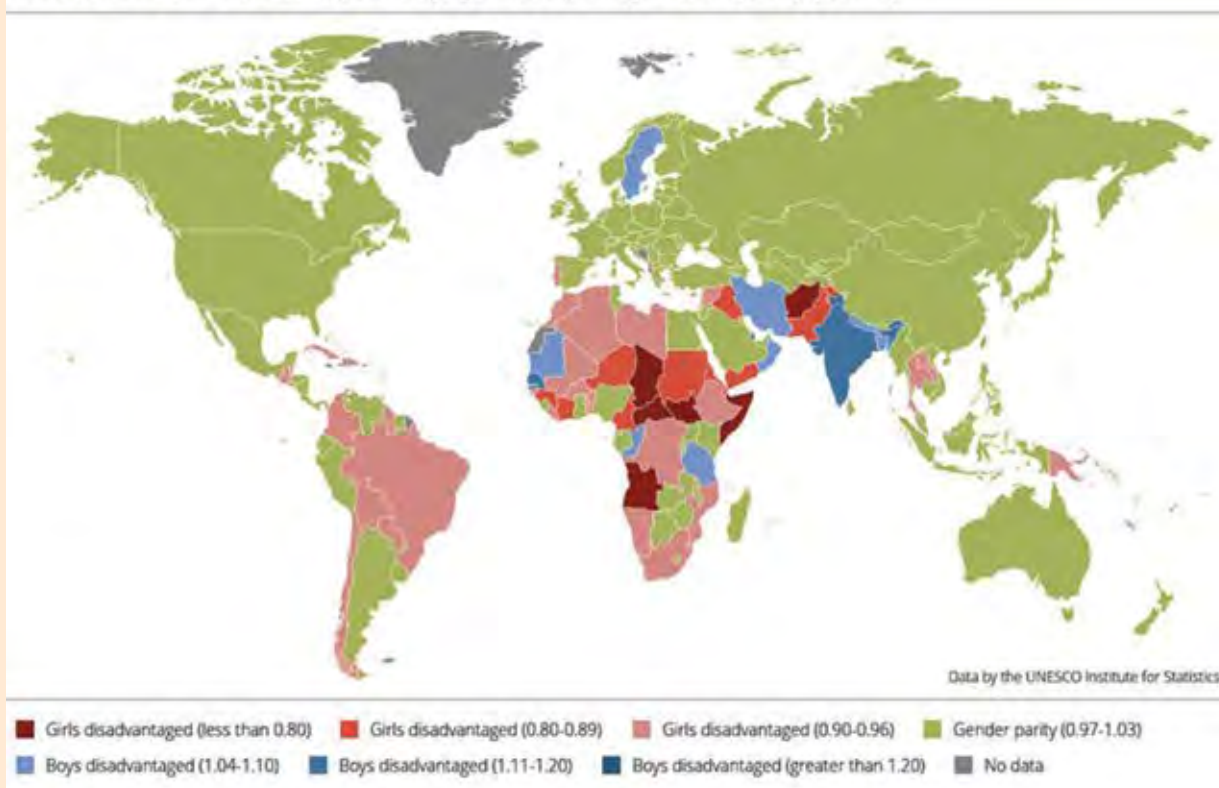 Data by the UNESCO Institute for Statistics
Girls disadvantaged (less than 0.80) Girls disadvantaged (0.80-0.89) Girls disadvantaged (0.90-0.96) Gender parity (0.97-1.03)
Boys disadvantaged (1.04-1.10) Boys disadvantaged (1.11-1.20) Boys disadvantaged (greater than 1.20) No data